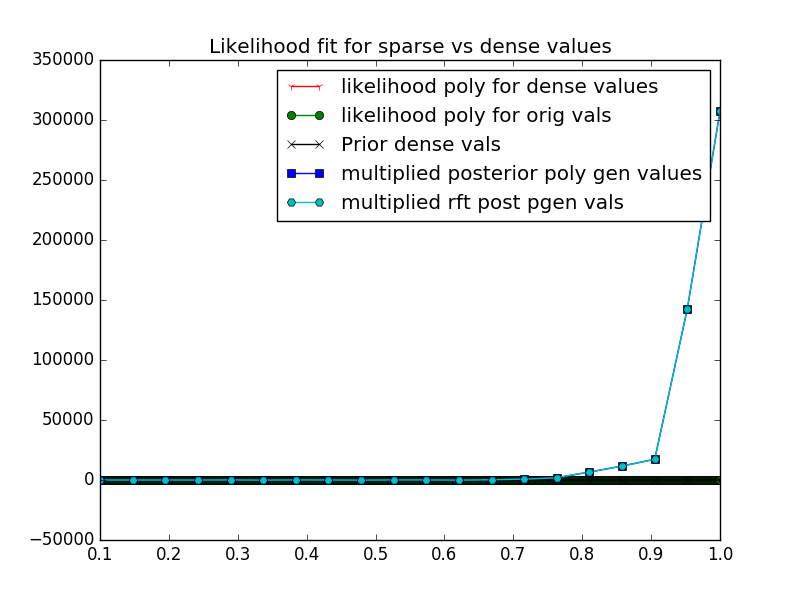 Likelihood fit for sparse vs dense values
350000
300000
250000
200000
150000
100000
50000
0
−50000
likelihood poly for dense values
likelihood poly for orig vals
Prior dense vals
multiplied posterior poly gen values
multiplied rft post pgen vals
0.1 0.2 0.3 0.4 0.5 0.6 0.7 0.8 0.9 1.0